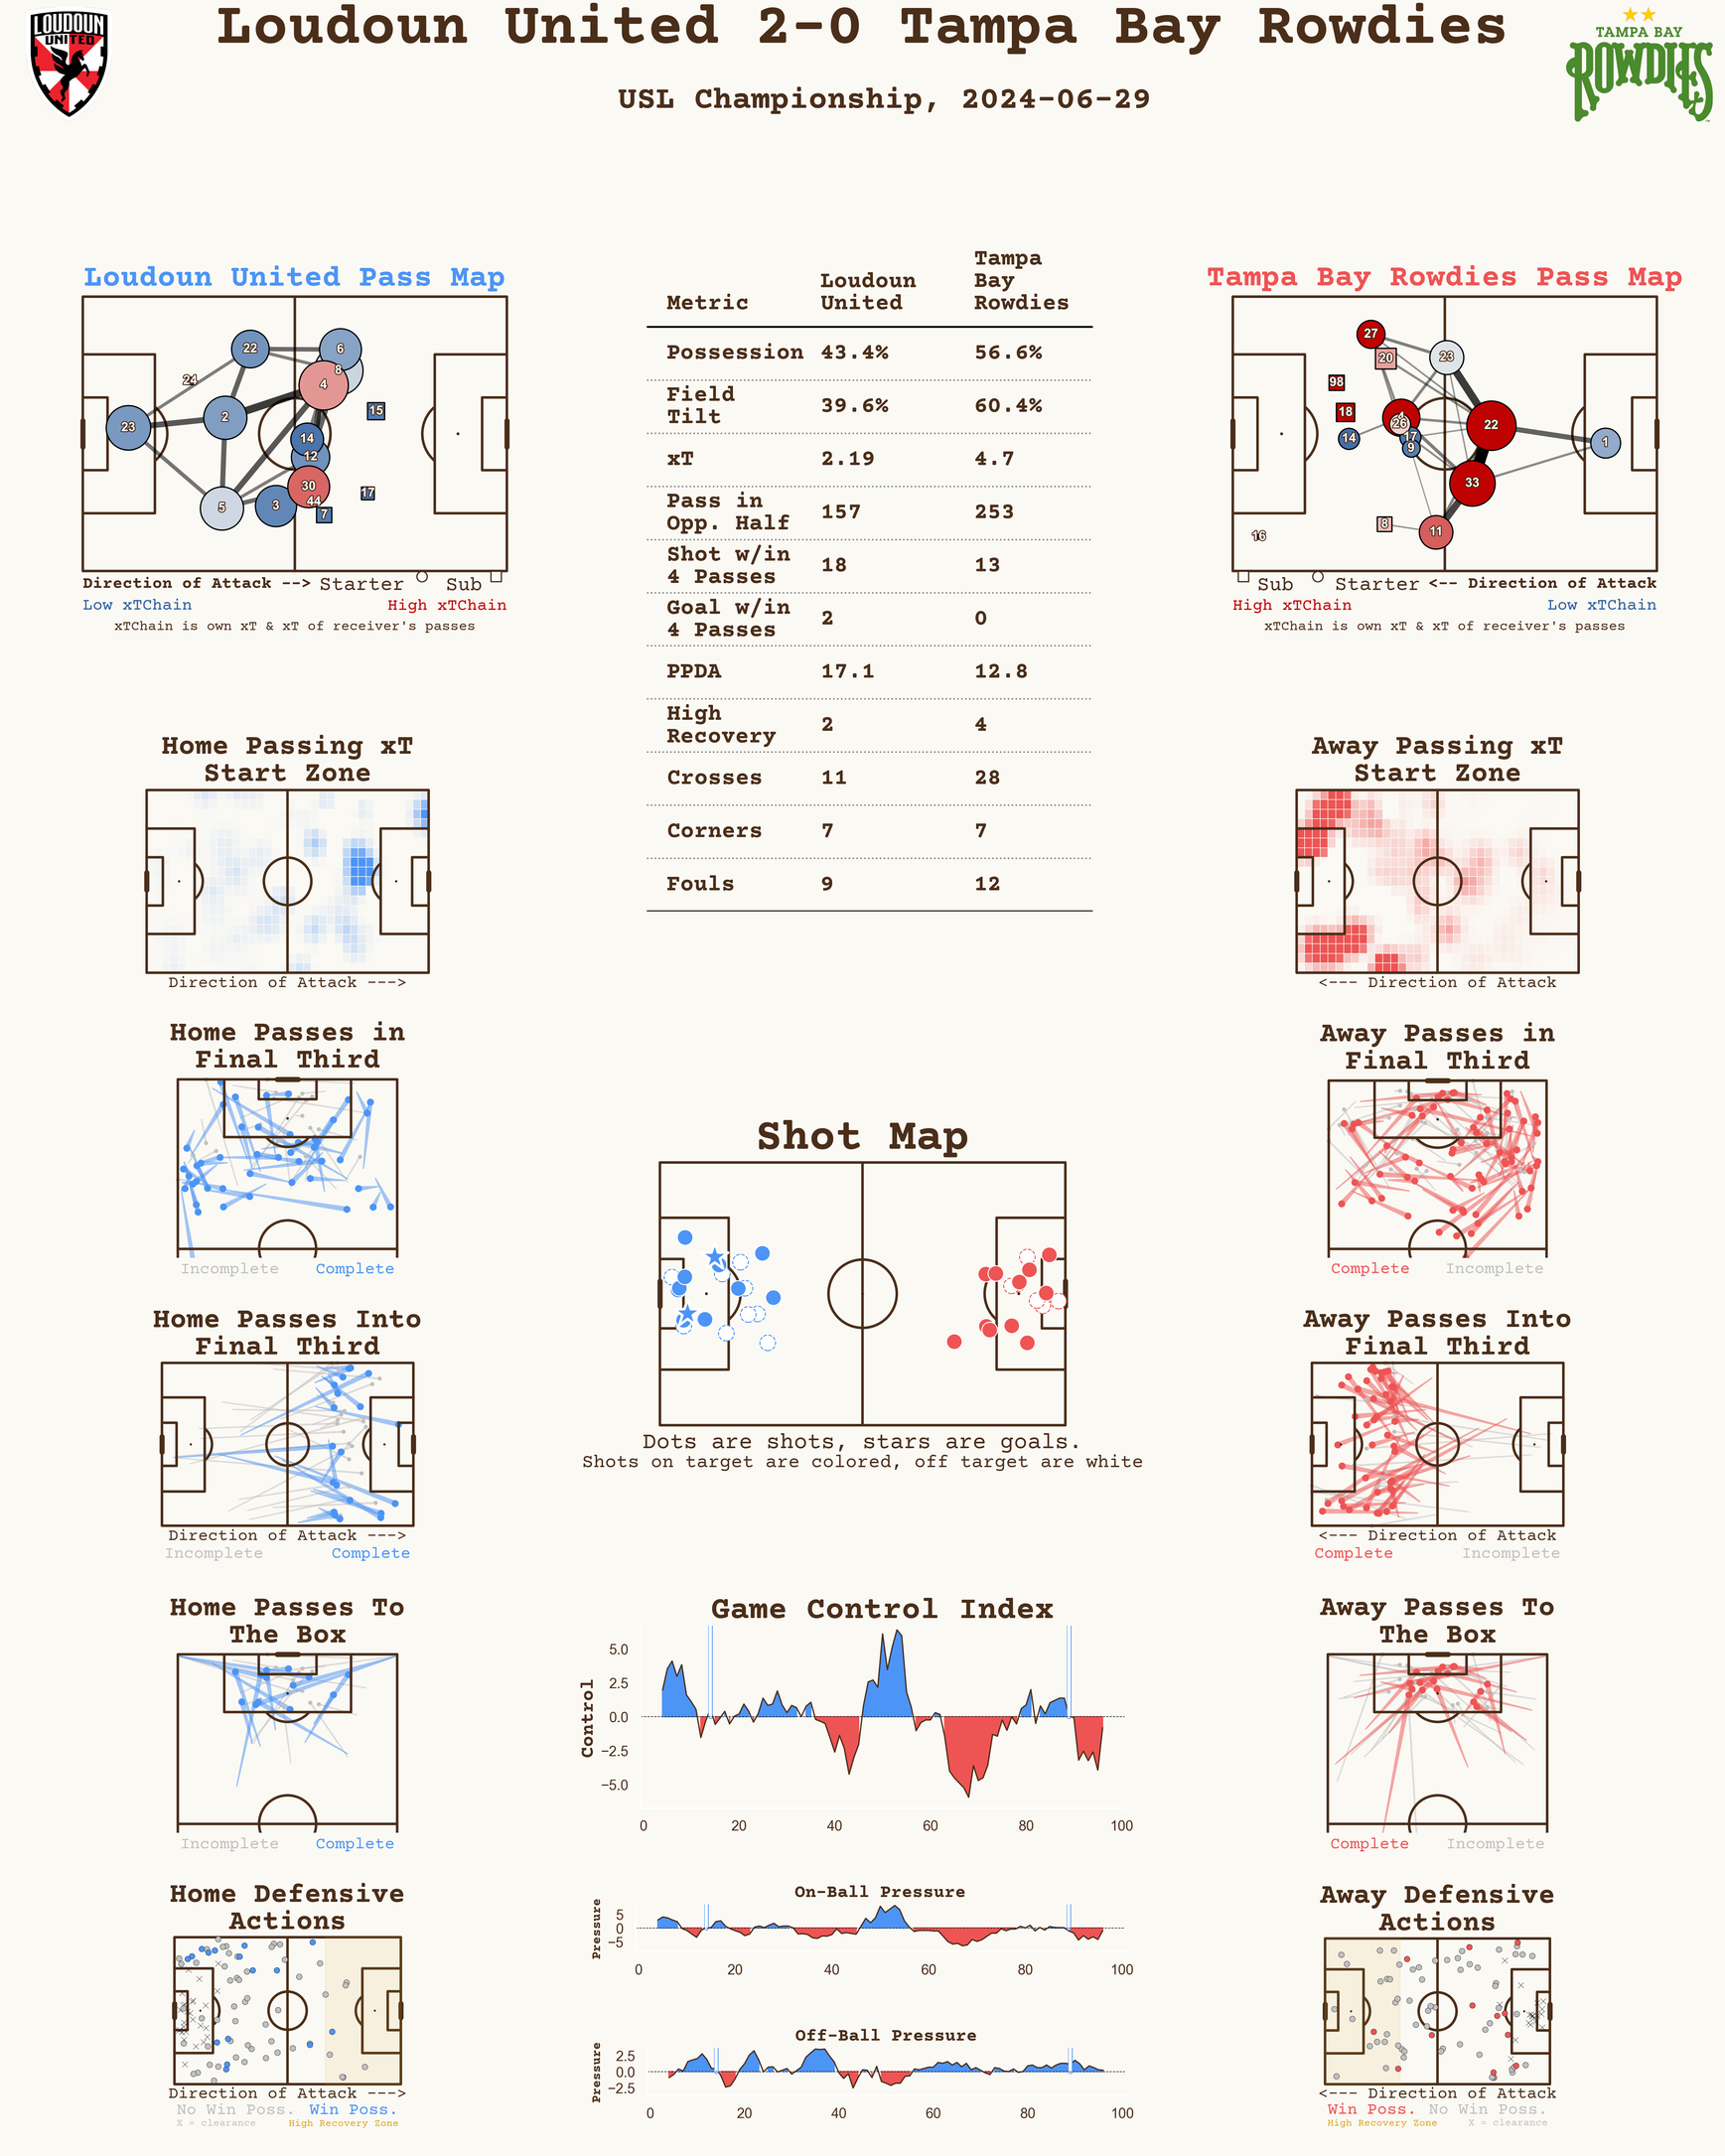 Loudoun United 2-0 Tampa Bay Rowdies
LOUDOUN
UNITED
TAMPA BAY
ROWDIES
USL Championship, 2024-06-29
Loudoun United Pass Map
22
6
8
4
24
2
23
15
14
12
30
44
5
3
7
17
Direction of Attack --> Starter Sub
Low xTChain High xTChain
xTChain is own xT & xT of receiver's passes
Metric Loudoun United Tampa Bay Rowdies
Possession 43.4% 56.6%
Field Tilt 39.6% 60.4%
xT 2.19 4.7
Pass in Opp. Half 157 253
Shot w/in 4 Passes 18 13
Goal w/in 4 Passes 2 0
PPDA 17.1 12.8
High Recovery 2 4
Crosses 11 28
Corners 7 7
Fouls 9 12
Tampa Bay Rowdies Pass Map
27
20
23
98
18
4
26
22
14
17
9
1
33
8
11
16
Sub Starter <-- Direction of Attack
High xTChain Low xTChain
xTChain is own xT & xT of receiver's passes
Home Passing xT
Start Zone
Direction of Attack --->
Away Passing xT
Start Zone
<--- Direction of Attack
Home Passes in
Final Third
Incomplete Complete
Away Passes in
Final Third
Complete Incomplete
Shot Map
Dots are shots, stars are goals.
Shots on target are colored, off target are white
Home Passes Into
Final Third
Direction of Attack --->
Incomplete Complete
Away Passes Into
Final Third
<--- Direction of Attack
Complete Incomplete
Home Passes To
The Box
Incomplete Complete
Game Control Index
Control
5.0
2.5
0.0
−2.5
−5.0
0 20 40 60 80 100
Away Passes To
The Box
Complete Incomplete
Home Defensive
Actions
Direction of Attack --->
No Win Poss. Win Poss.
X = clearance High Recovery Zone
On-Ball Pressure
Pressure
5
0
−5
0 20 40 60 80 100
Off-Ball Pressure
Pressure
2.5
0.0
−2.5
0 20 40 60 80 100
Away Defensive
Actions
<--- Direction of Attack
Win Poss. No Win Poss.
High Recovery Zone X = clearance